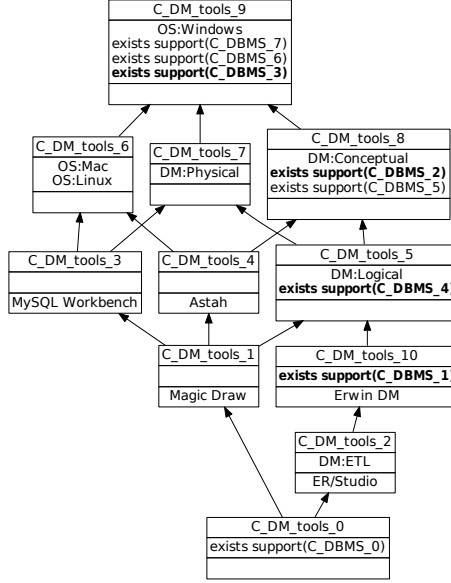 C_DM_tools_9
OS:Windows
exists support(C_DBMS_7)
exists support(C_DBMS_6)
exists support(C_DBMS_3)
C_DM_tools_6
OS:Mac
OS:Linux
C_DM_tools_7
DM:Physical
C_DM_tools_8
DM:Conceptual
exists support(C_DBMS_2)
exists support(C_DBMS_5)
C_DM_tools_3
MySQL Workbench
C_DM_tools_4
Astah
C_DM_tools_5
DM:Logical
exists support(C_DBMS_4)
C_DM_tools_1
Magic Draw
C_DM_tools_10
exists support(C_DBMS_1)
Erwin DM
C_DM_tools_2
DM:ETL
ER/Studio
C_DM_tools_0
exists support(C_DBMS_0)